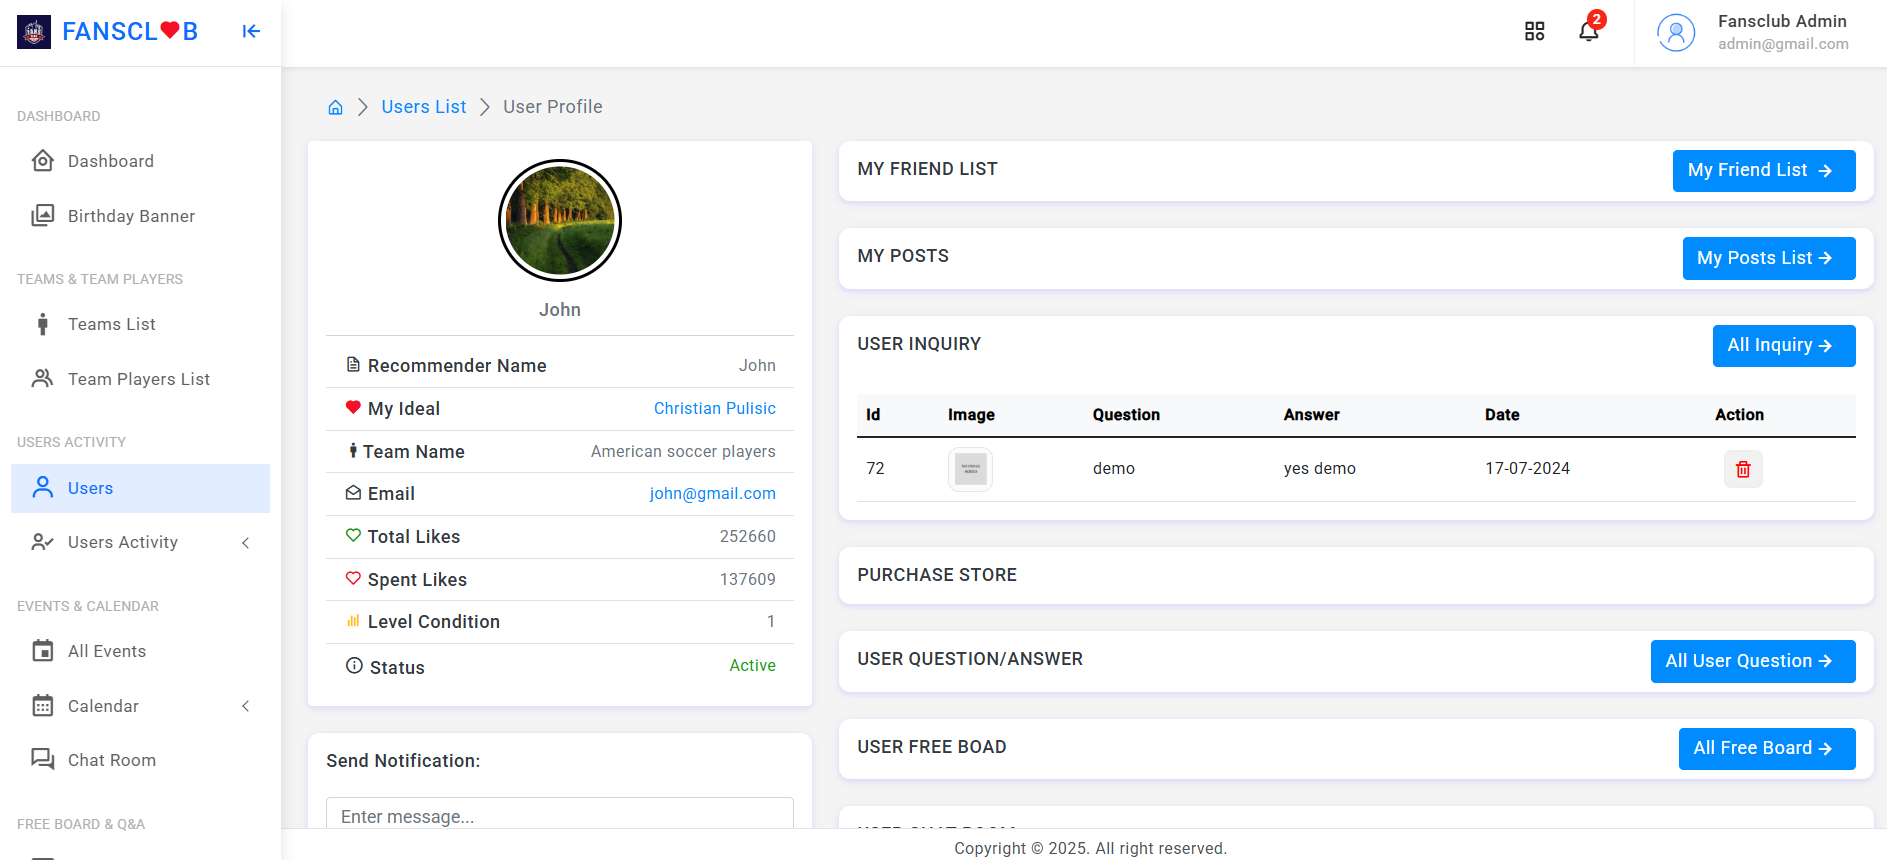 FANSCL❤B
2
Fansclub Admin
admin@gmail.com
DASHBOARD
Dashboard
Birthday Banner
TEAMS & TEAM PLAYERS
Teams List
Team Players List
USERS ACTIVITY
Users
Users Activity
EVENTS & CALENDAR
All Events
Calendar
Chat Room
FREE BOARD & Q&A
Users List
User Profile
John
Recommender Name John
My Ideal Christian Pulisic
Team Name American soccer players
Email john@gmail.com
Total Likes 252660
Spent Likes 137609
Level Condition 1
Status Active
Send Notification:
Enter message...
MY FRIEND LIST My Friend List
MY POSTS My Posts List
USER INQUIRY All Inquiry
Id Image Question Answer Date Action
72 demo yes demo 17-07-2024
PURCHASE STORE
USER QUESTION/ANSWER All User Question
USER FREE BOAD All Free Board
Copyright © 2025. All right reserved.